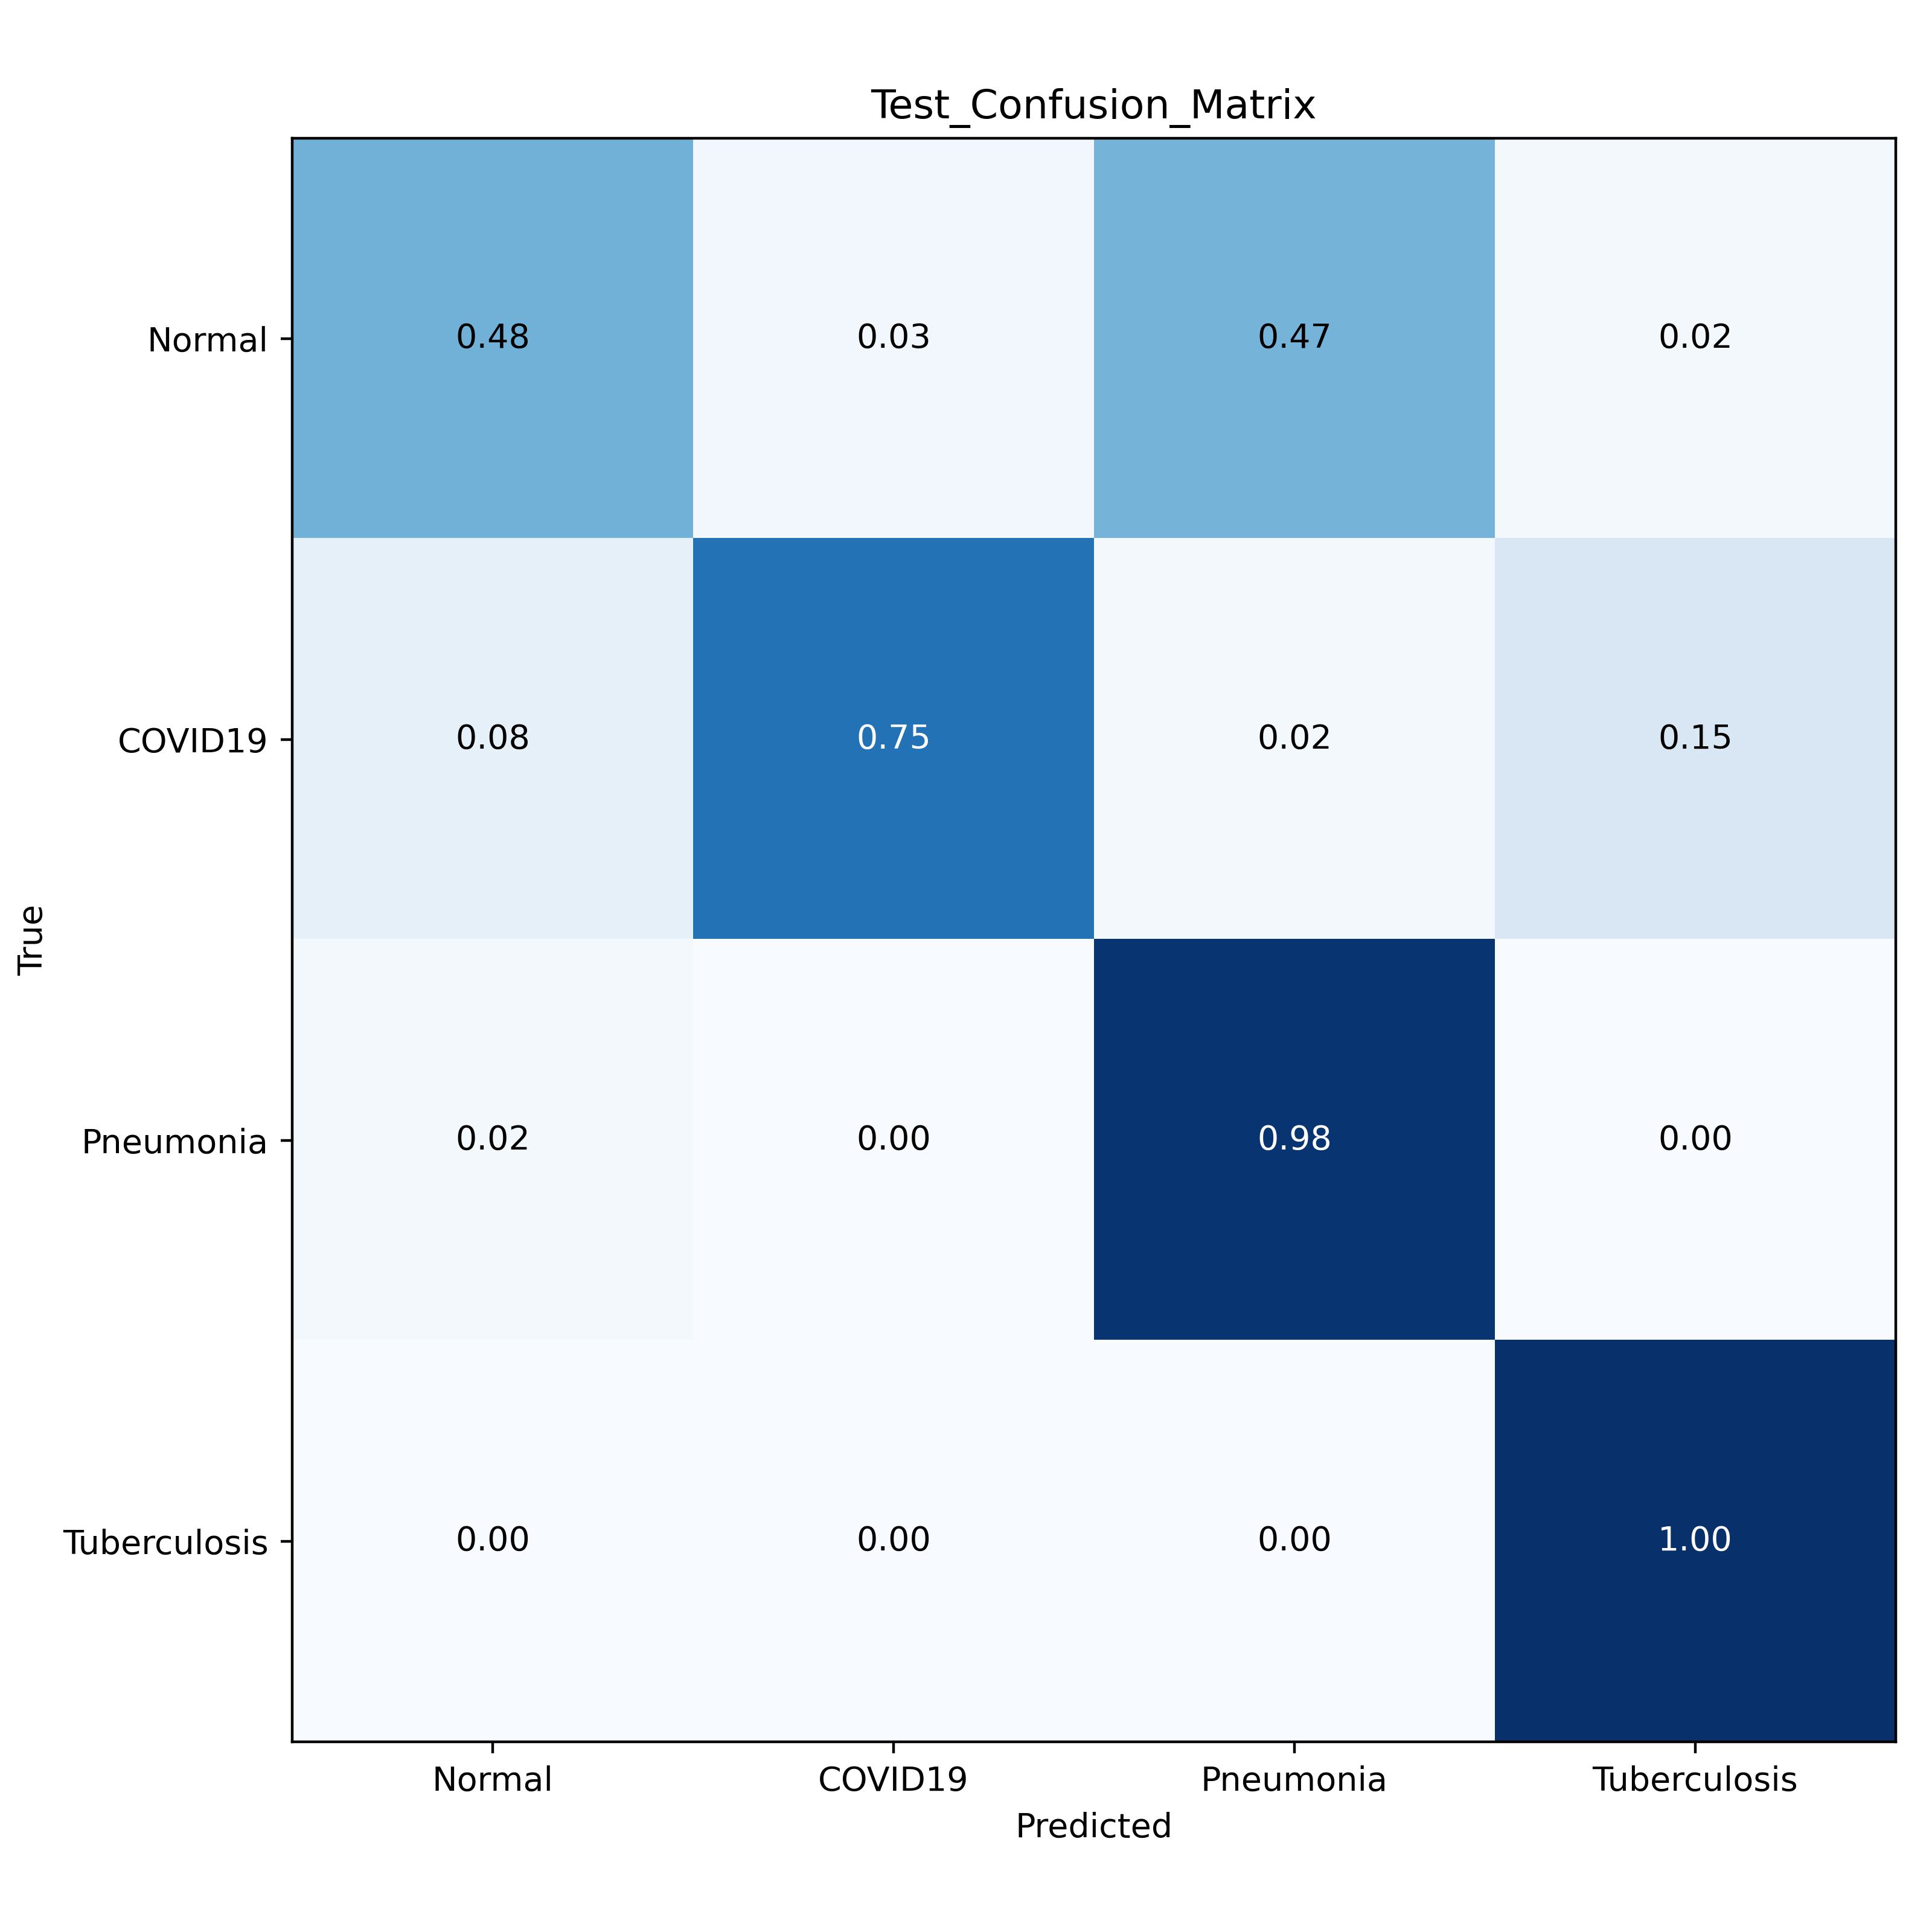 Test_Confusion_Matrix
Normal 0.48 0.03 0.47 0.02
COVID19 0.08 0.75 0.02 0.15
True
Pneumonia 0.02 0.00 0.98 0.00
Tuberculosis 0.00 0.00 0.00 1.00
Normal COVID19 Pneumonia Tuberculosis
Predicted